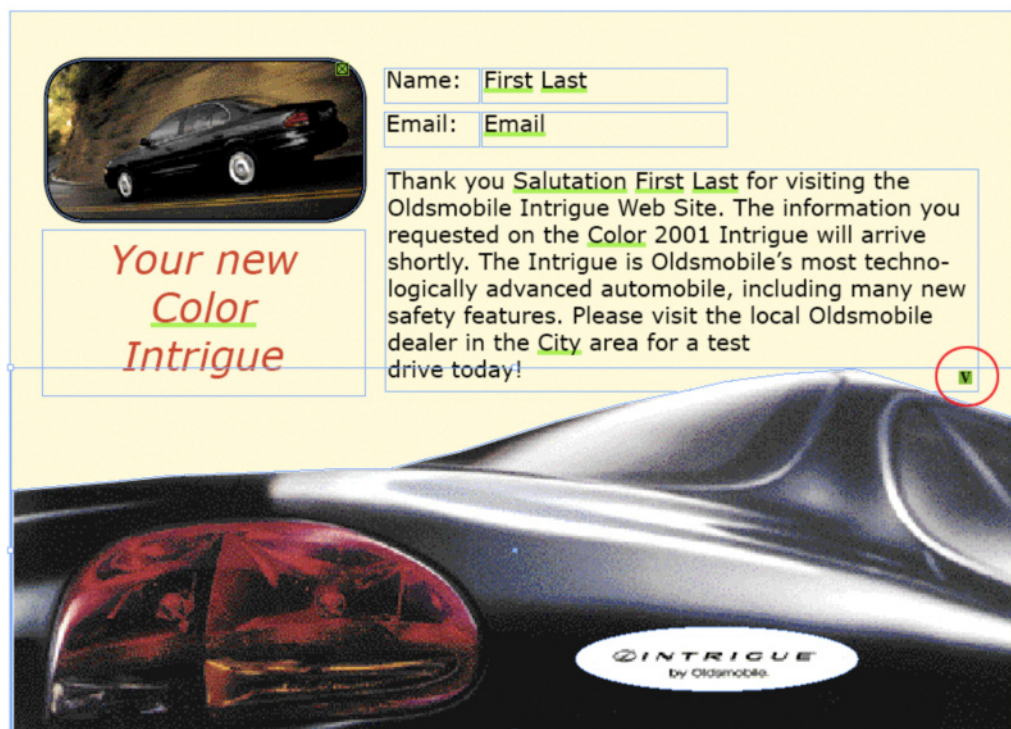 Name: First Last
Email: Email
Thank you Salutation First Last for visiting the
Oldsmobile Intrigue Web Site. The information you
requested on the Color 2001 Intrigue will arrive
shortly. The Intrigue is Oldsmobile’s most techno-
logically advanced automobile, including many new
safety features. Please visit the local Oldsmobile
dealer in the City area for a test
drive today!
Your new
Color
Intrigue
V
INTRIGUE
by Oldsmobile.